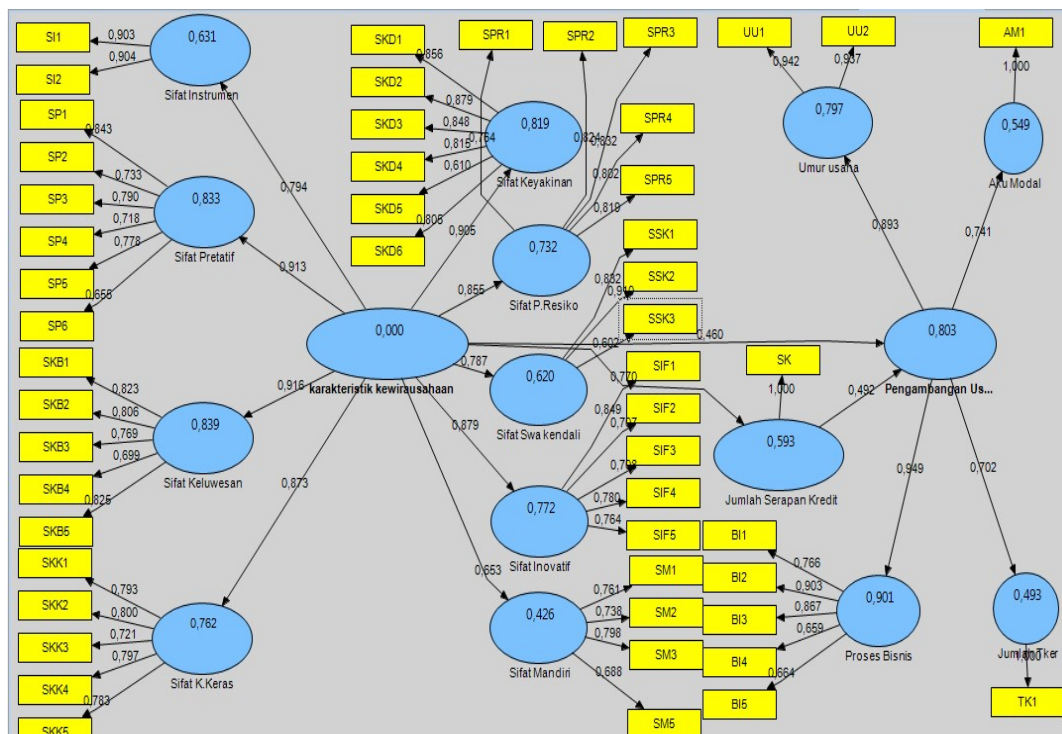 SI1
0,903
SI2
0,904
0,631
Sifat Instrumen
0,794
SP1
0,843
SP2
0,733
SP3
0,790
SP4
0,718
SP5
0,778
SP6
0,655
0,833
Sifat Pretatif
0,913
SKB1
0,823
SKB2
0,806
SKB3
0,769
SKB4
0,699
SKB5
0,825
0,839
Sifat Keluwesan
0,916
SKK1
0,793
SKK2
0,800
SKK3
0,721
SKK4
0,797
SKK5
0,783
0,762
Sifat K.Keras
0,873
0,000
karakteristik kewirausahaan
SKD1
0,856
SKD2
0,879
SKD3
0,848
SKD4
0,815
SKD5
0,610
SKD6
0,805
0,819
Sifat Keyakinan
0,905
SPR1
0,764
SPR2
0,824
SPR3
0,832
SPR4
0,802
SPR5
0,819
0,732
Sifat P.Resiko
0,855
SSK1
0,832
SSK2
0,910
SSK3
0,602
0,620
Sifat Swa kendali
0,787
SIF1
0,849
SIF2
SIF3
SIF4
0,780
SIF5
0,764
0,772
Sifat Inovatif
0,879
SM1
0,761
SM2
0,738
SM3
0,798
SM5
0,688
0,426
Sifat Mandiri
0,653
SK
1,000
0,593
Jumlah Serapan Kredit
0,770
0,492
0,460
UU1
0,942
UU2
0,937
0,797
Umur usaha
0,893
AM1
1,000
0,549
Aku Modal
0,741
0,803
Pengambangan Us...
BI1
0,766
BI2
0,903
BI3
0,867
BI4
0,659
BI5
0,664
0,901
Proses Bisnis
0,949
0,493
Jumlah Tker
0,702
1,000
TK1